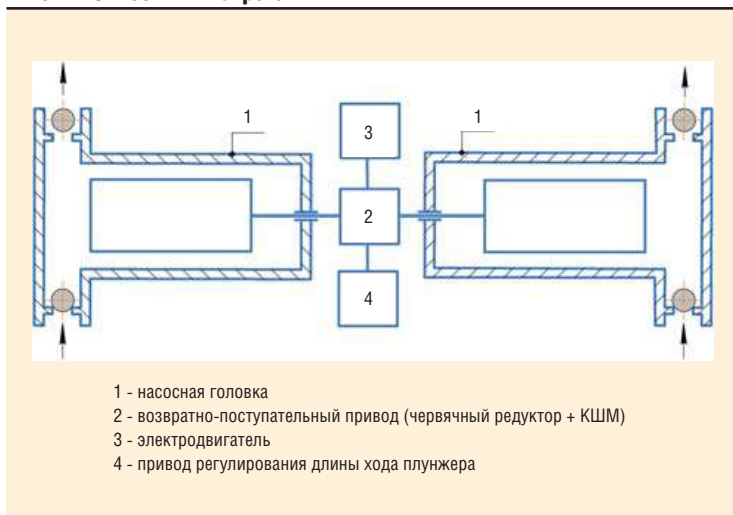 1
1
3
2
4
1 - насосная головка
2 - возвратно-поступательный привод (червячный редуктор + КШМ)
3 - электродвигатель
4 - привод регулирования длины хода плунжера